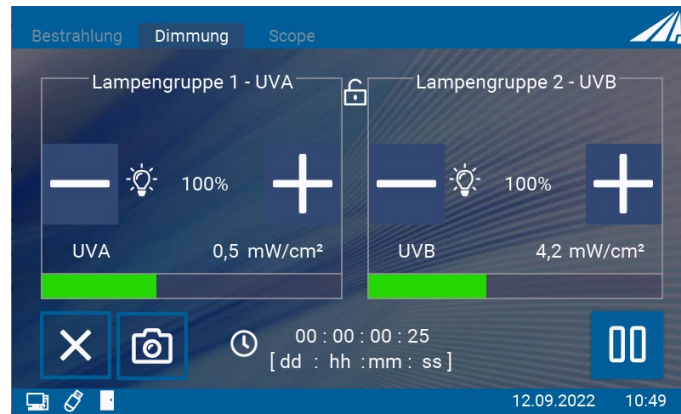 Bestrahlung Dimmung Scope
Lampengruppe 1 - UVA Lampengruppe 2 - UVB
100% 100%
UVA 0,5 mW/cm² UVB 4,2 mW/cm²
00 : 00 : 00 : 25
[ dd : hh : mm : ss ]
12.09.2022 10:49